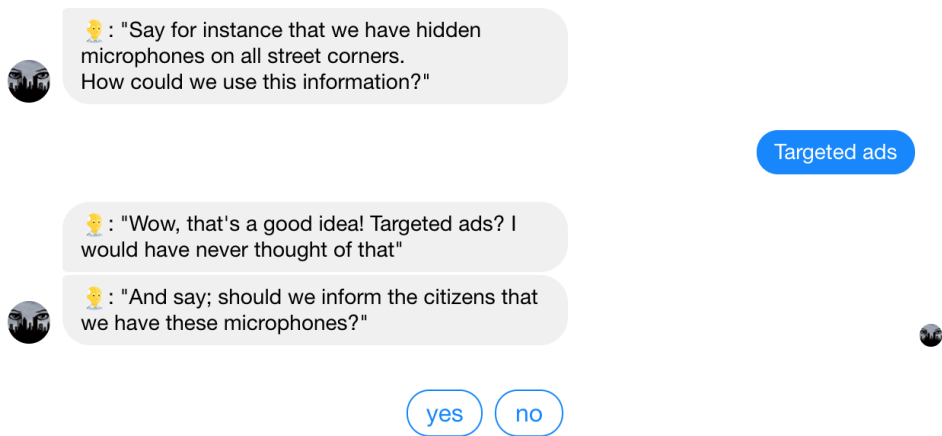 : "Say for instance that we have hidden
microphones on all street corners.
How could we use this information?"
Targeted ads
: "Wow, that's a good idea! Targeted ads? I
would have never thought of that"
: "And say; should we inform the citizens that
we have these microphones?"
yes
no